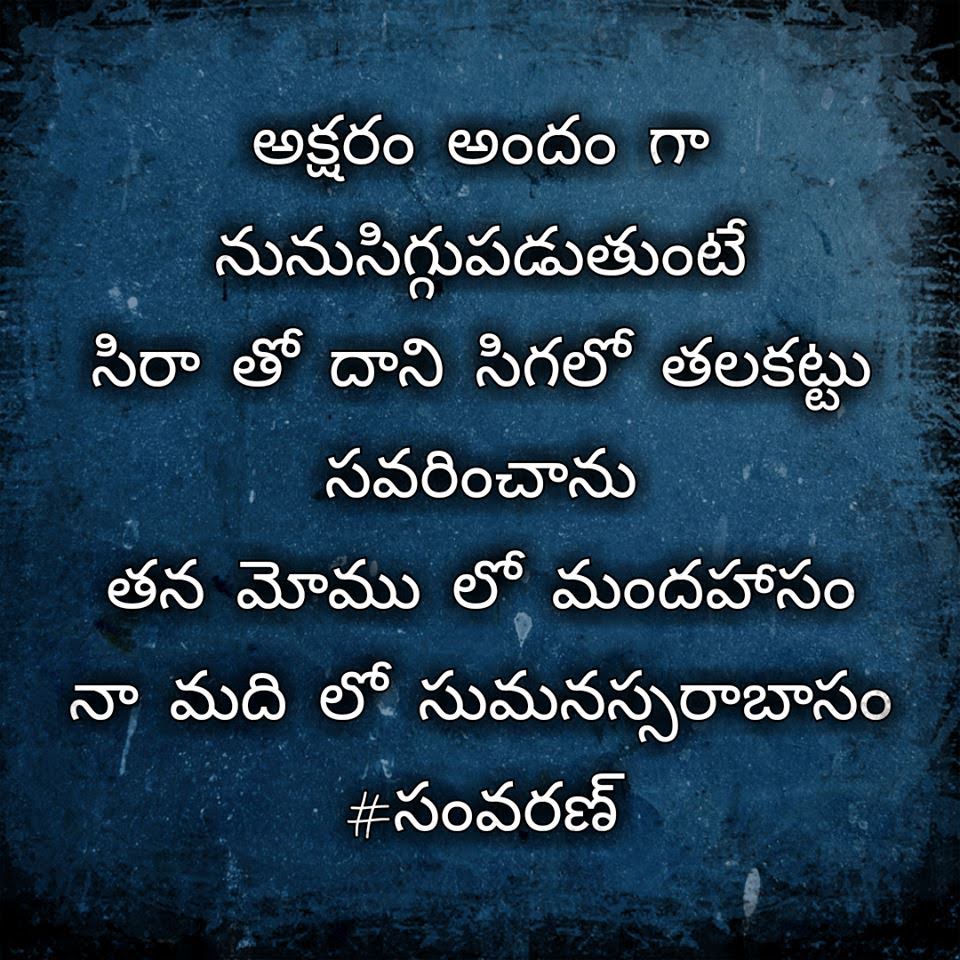 అక్షరం అందం గా
నునుసిగ్గుపడుతుంటే
సిరా తో దాని సిగలో తలకట్టు
సవరించాను
తన మోము లో మందహాసం
నా మది లో సుమనస్సరాబాసం
#సంవరణ్